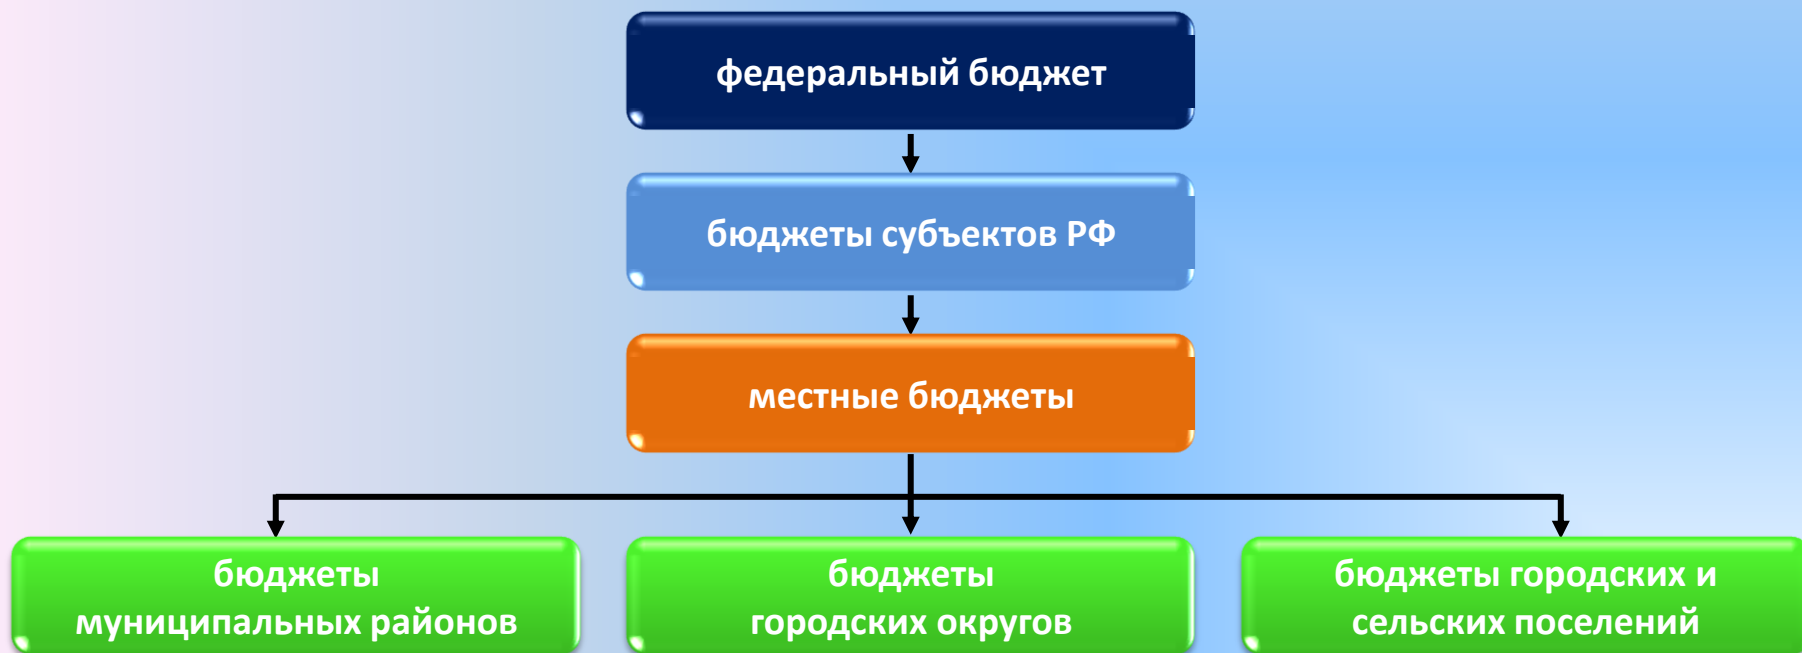 федеральный бюджет
бюджеты субъектов РФ
местные бюджеты
бюджеты
муниципальных районов
бюджеты
городских округов
бюджеты городских и
сельских поселений